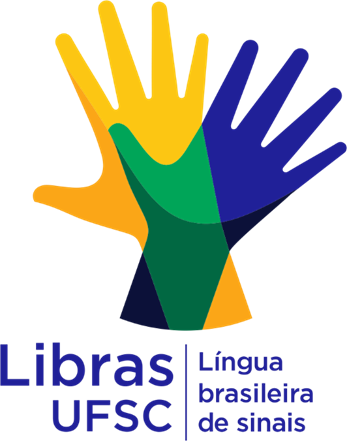 Libras
UFSC
Língua
brasileira
de sinais